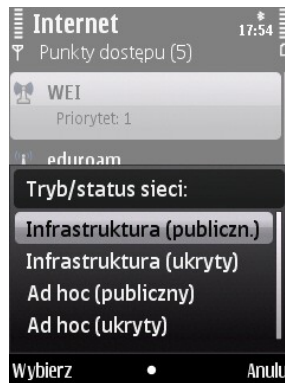 Internet
17:54
Punkty dostępu (5)
WEI
Priorytet: 1
eduroam
Tryb/status sieci:
Infrastruktura (publiczn.)
Infrastruktura (ukryty)
Ad hoc (publiczny)
Ad hoc (ukryty)
Wybierz Anulu